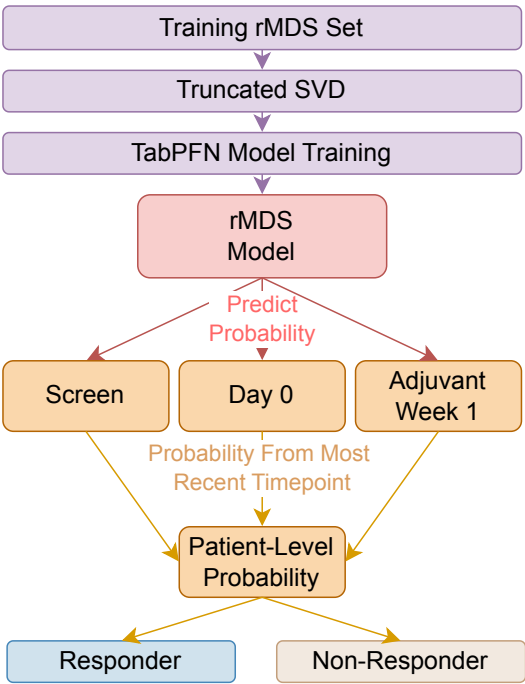 Training rMDS Set
Truncated SVD
TabPFN Model Training
rMDS
Model
Predict
Probability
Screen
Day 0
Adjuvant
Week 1
Probability From Most
Recent Timepoint
Patient-Level
Probability
Responder
Non-Responder